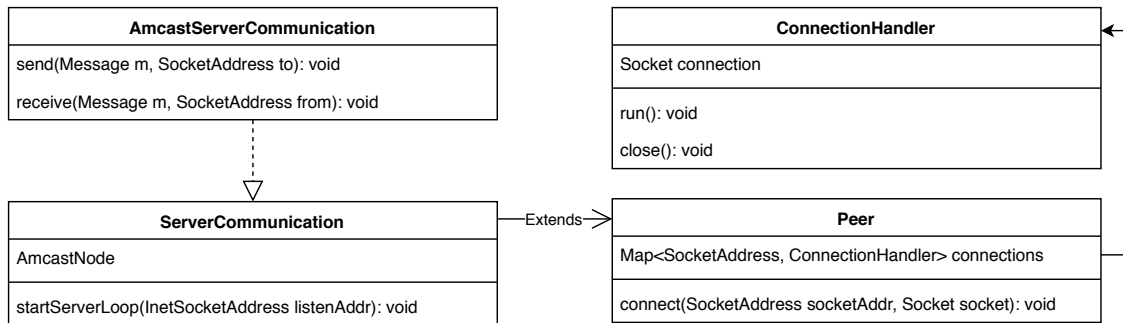 AmcastServerCommunication
send(Message m, SocketAddress to): void
receive(Message m, SocketAddress from): void
ConnectionHandler
Socket connection
run(): void
close(): void
ServerCommunication
AmcastNode
startServerLoop(InetSocketAddress listenAddr): void
Extends
Peer
Map<SocketAddress, ConnectionHandler> connections
connect(SocketAddress socketAddr, Socket socket): void